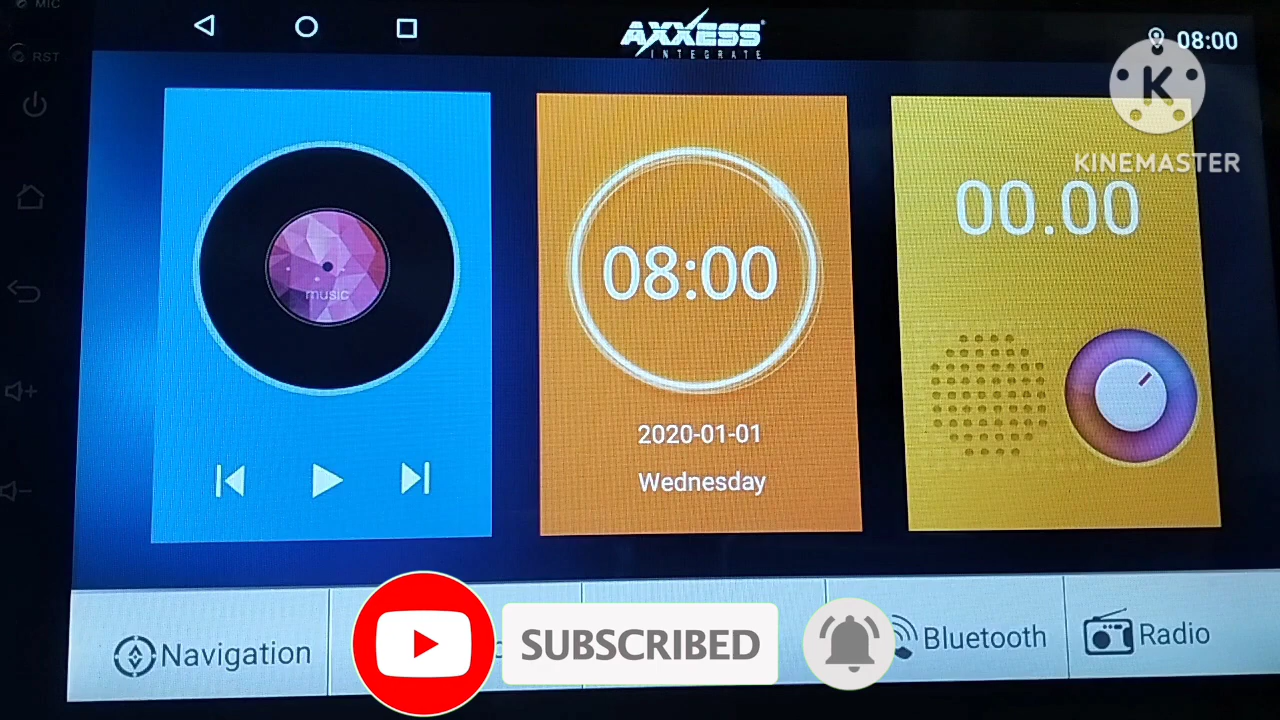 MIC
RST
AXXESS
INTEGRATE
08:00
K
KINEMASTER
music
08:00
2020-01-01
Wednesday
00.00
Navigation
SUBSCRIBED
Bluetooth
Radio